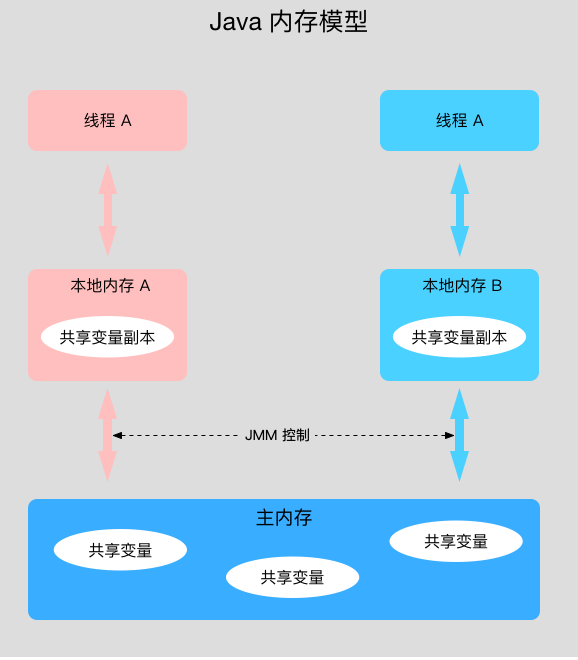 Java 内存模型
线程 A
线程 A
本地内存 A
本地内存 B
共享变量副本
共享变量副本
JMM 控制
主内存
共享变量
共享变量
共享变量